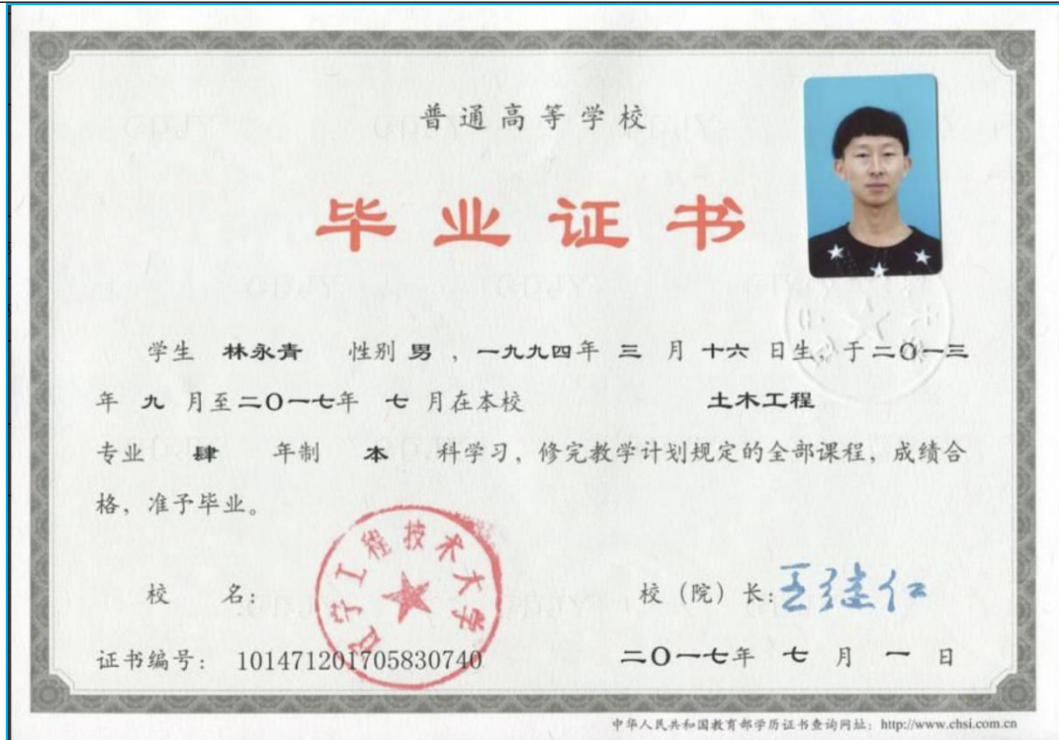 普通高等学校
毕业证书
学生 林永青 性别 男 ，一九九四年 三 月 十六 日生，于二〇一三
年 九 月至二〇一七年 七 月在本校 土木工程
专业 肆 年制 本 科学习，修完教学计划规定的全部课程，成绩合
格，准予毕业。
辽宁工程技术大学
校 名： 校（院）长：王继仁
证书编号： 101471201705830740 二〇一七年 七 月 一 日
中华人民共和国教育部学历证书查询网址：http://www.chsi.com.cn